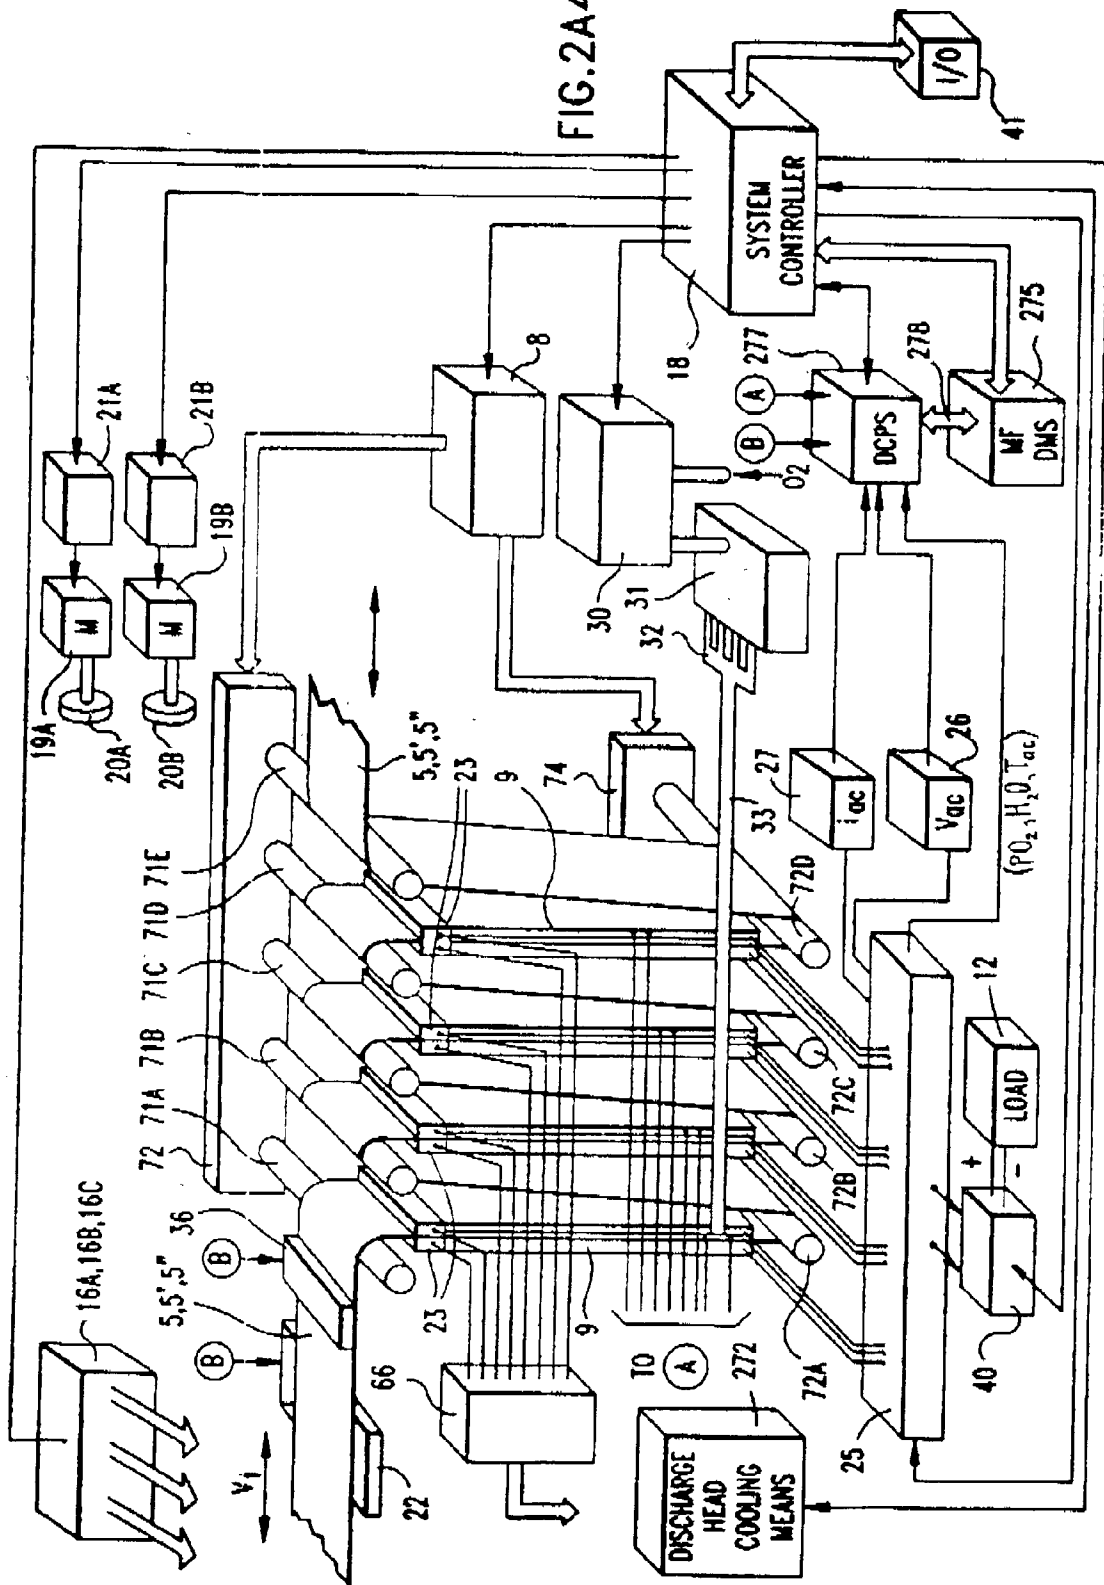 FIG.2A4
16A, 16B, 16C
5,5',5"
36
72
71A
71B
71C
71D
71E
19A
20A
21A
20B
19B
21B
M
M
B
B
V1
22
66
23
9
TO A
5,5',5"
23
9
74
8
30
O2
31
32
33
18
SYSTEM
CONTROLLER
I/O
41
B
A
277
DCPS
278
MF
DMS
275
27
iac
26
Vac
(PO2, H2O, Tac)
72D
72C
72B
72A
12
LOAD
+
-
40
25
272
DISCHARGE
HEAD
COOLING
MEANS